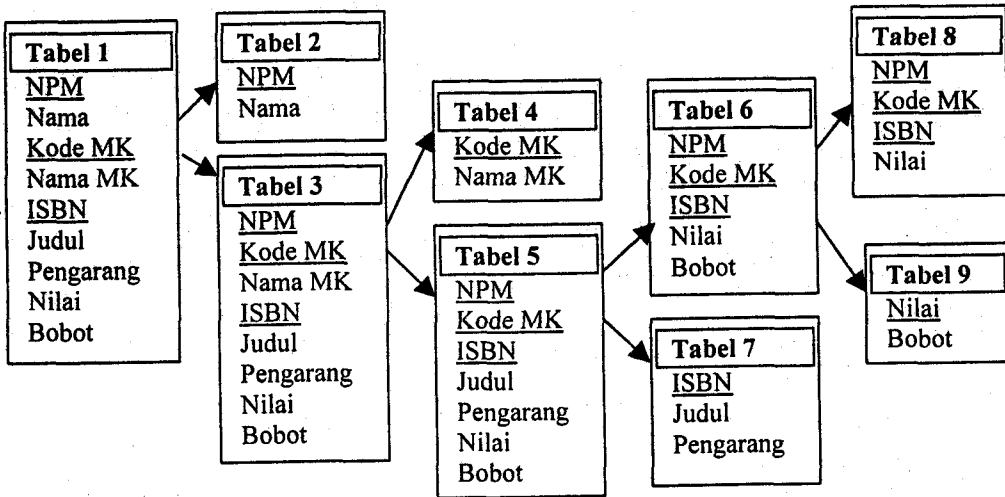 Tabel 1
NPM
Nama
Kode MK
Nama MK
ISBN
Judul
Pengarang
Nilai
Bobot
Tabel 2
NPM
Nama
Tabel 3
NPM
Kode MK
Nama MK
ISBN
Judul
Pengarang
Nilai
Bobot
Tabel 4
Kode MK
Nama MK
Tabel 5
NPM
Kode MK
ISBN
Judul
Pengarang
Nilai
Bobot
Tabel 6
NPM
Kode MK
ISBN
Nilai
Bobot
Tabel 7
ISBN
Judul
Pengarang
Tabel 8
NPM
Kode MK
ISBN
Nilai
Tabel 9
Nilai
Bobot